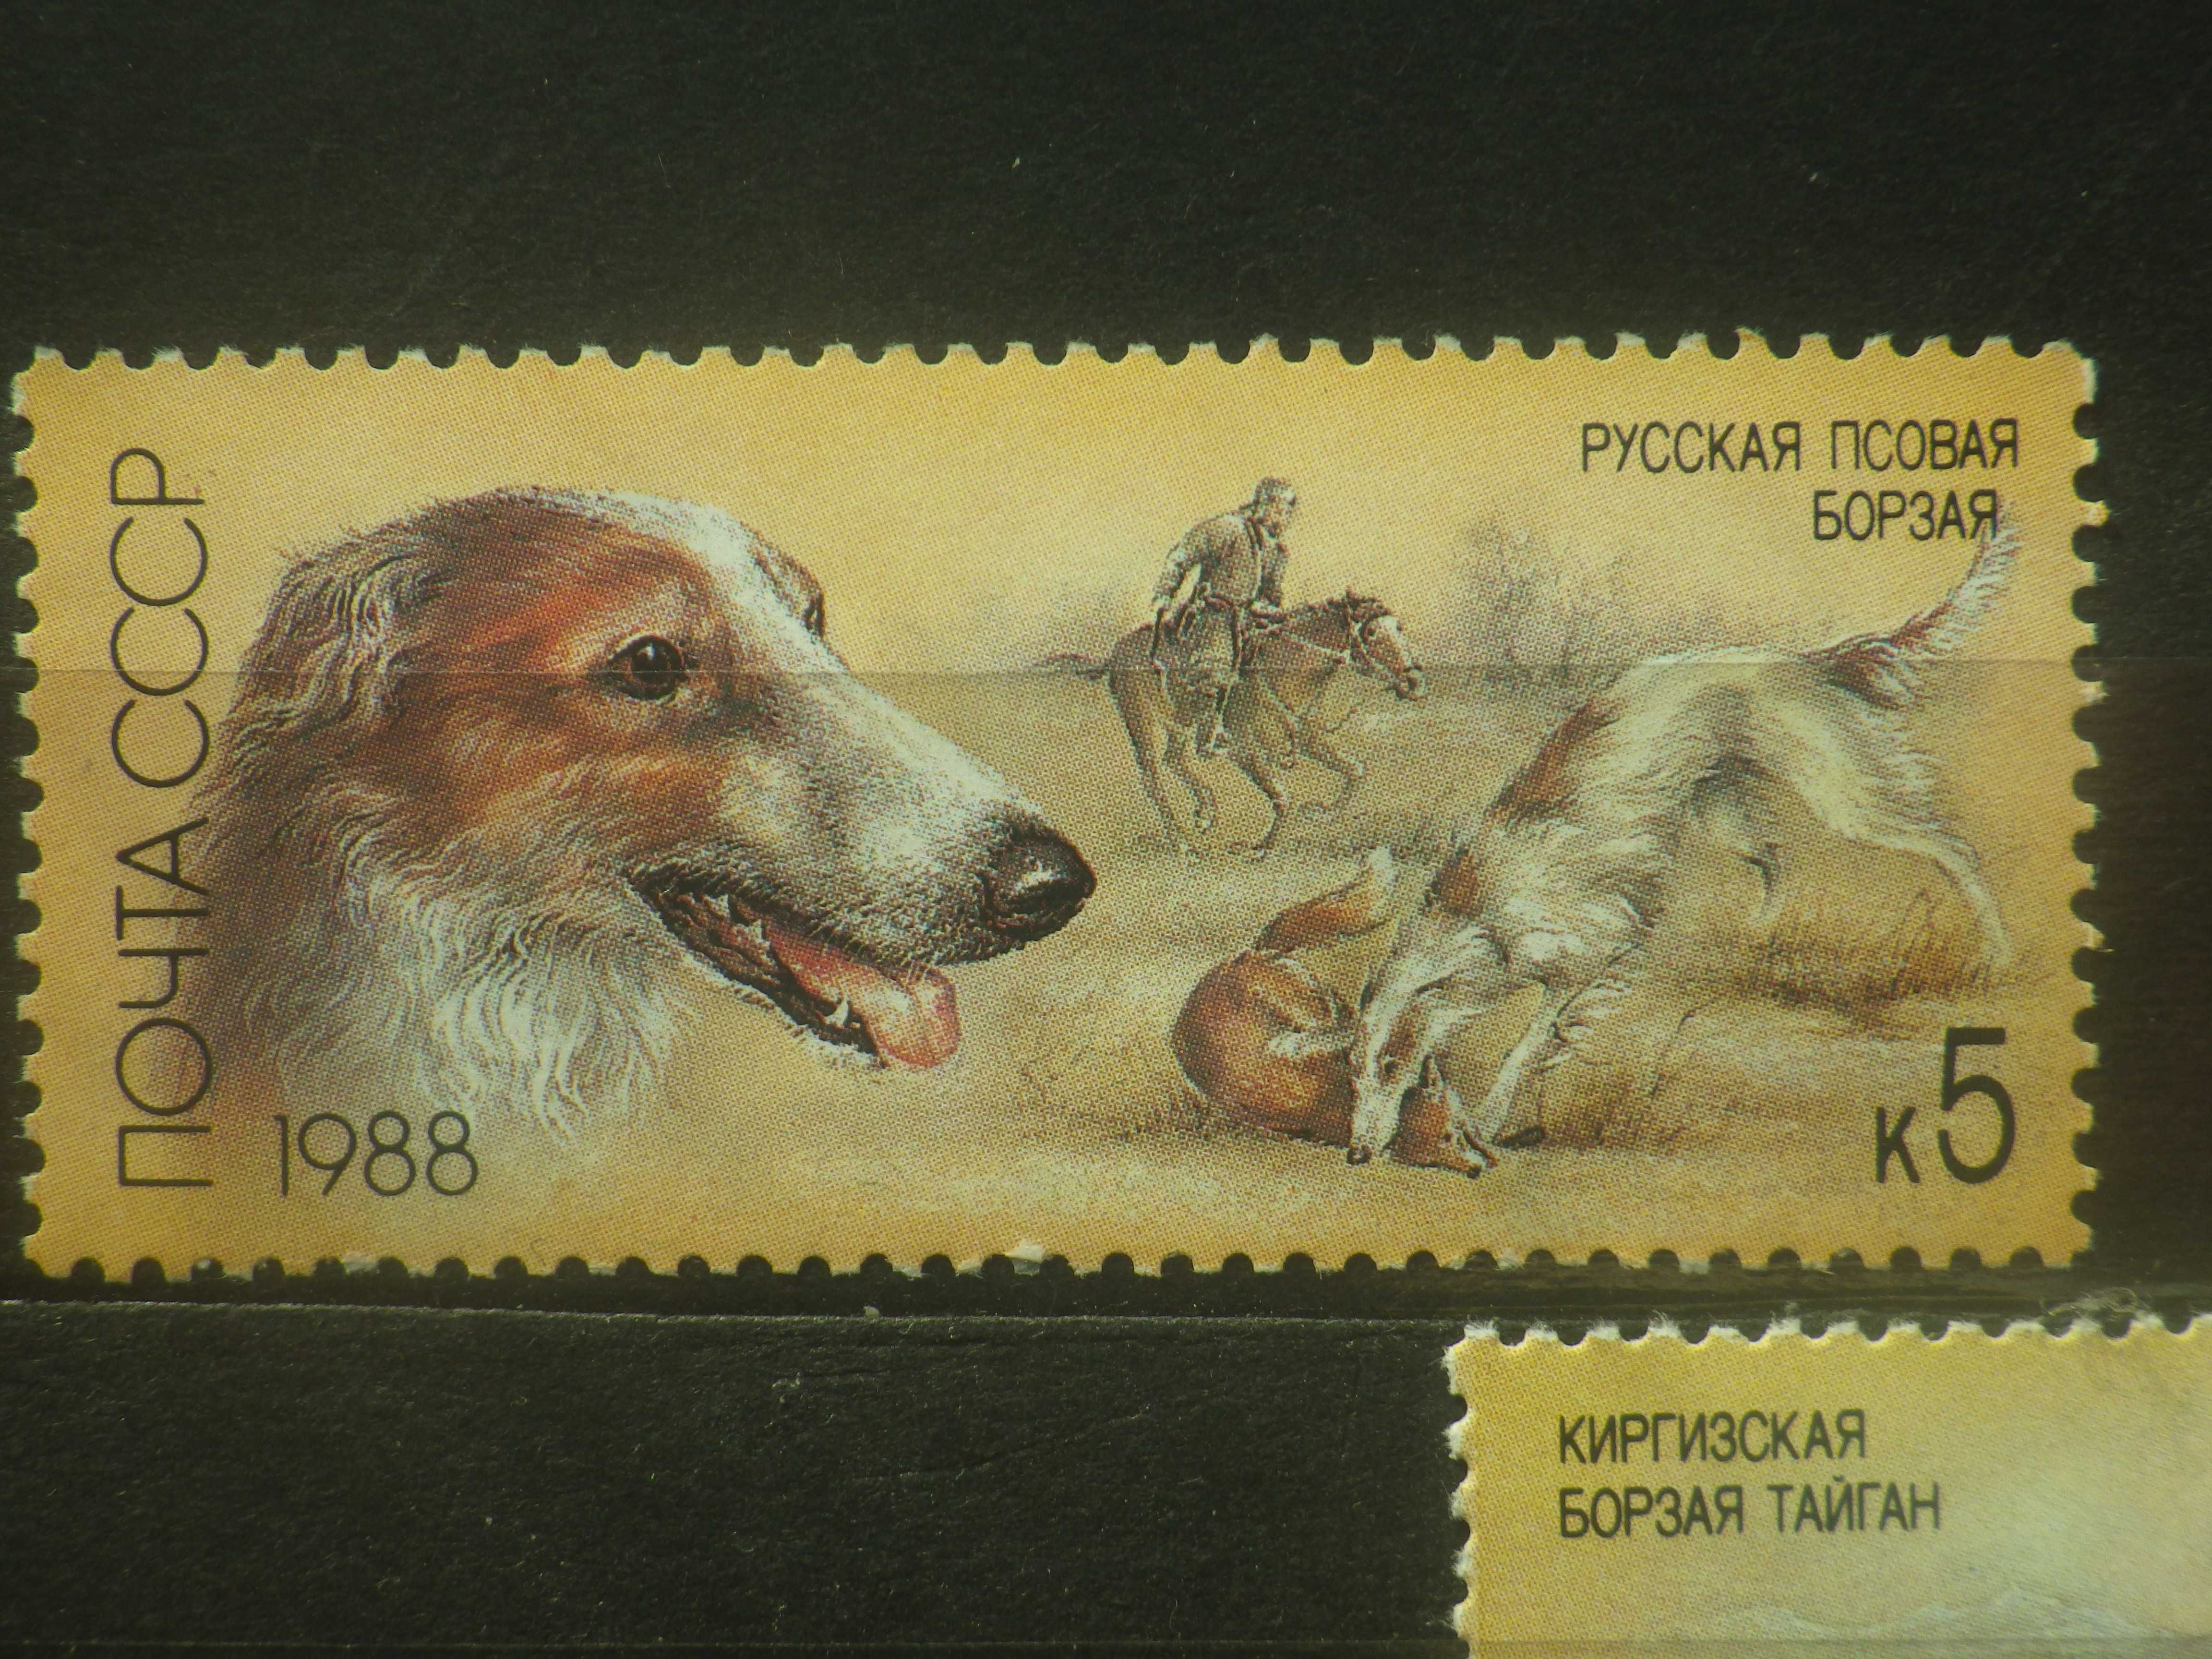 ПОЧТА СССР
1988
РУССКАЯ ПСОВАЯ
БОРЗАЯ
к5
КИРГИЗСКАЯ
БОРЗАЯ ТАЙГАН